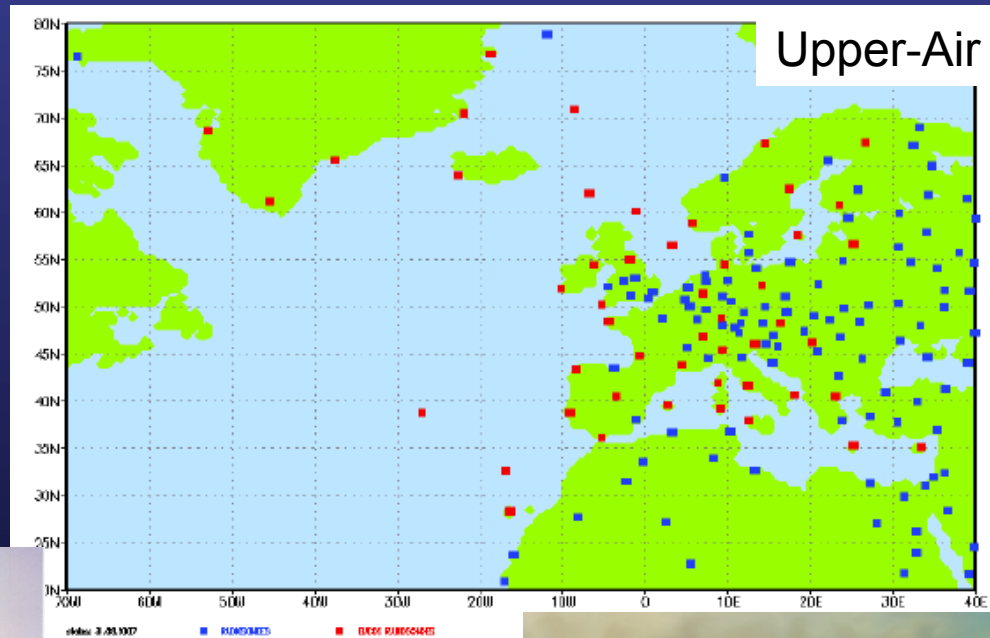 Upper-Air
80N
75N
70N
65N
60N
55N
50N
45N
40N
35N
30N
25N
70W 60W 50W 40W 30W 20W 10W 0 10E 20E 30E 40E
RADIOSONDES EUCOS RADIOSONDES